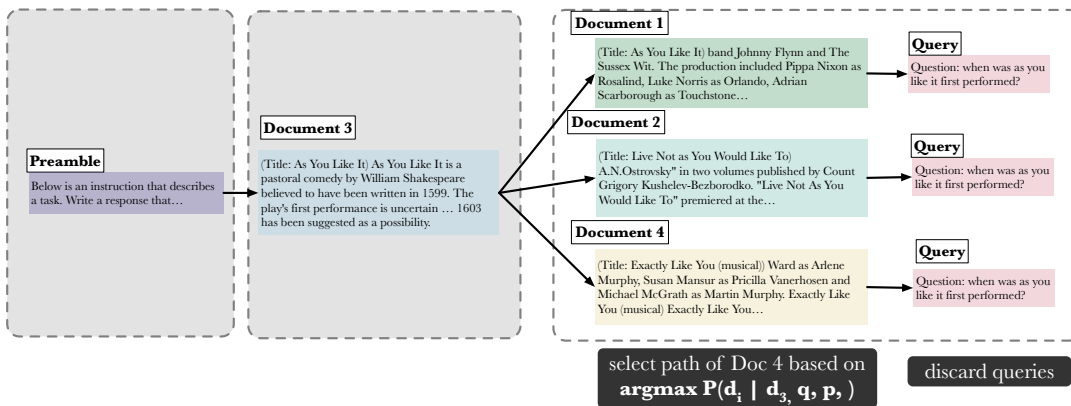 Preamble
Below is an instruction that describes
a task. Write a response that…
Document 3
(Title: As You Like It) As You Like It is a
pastoral comedy by William Shakespeare
believed to have been written in 1599. The
play's first performance is uncertain … 1603
has been suggested as a possibility.
Document 1
(Title: As You Like It) band Johnny Flynn and The
Sussex Wit. The production included Pippa Nixon as
Rosalind, Luke Norris as Orlando, Adrian
Scarborough as Touchstone…
Query
Question: when was as you
like it first performed?
Document 2
(Title: Live Not as You Would Like To)
A.N.Ostrovsky" in two volumes published by Count
Grigory Kushelev-Bezborodko. "Live Not As You
Would Like To" premiered at the…
Query
Question: when was as you
like it first performed?
Document 4
(Title: Exactly Like You (musical)) Ward as Arlene
Murphy, Susan Mansur as Pricilla Vanerhosen and
Michael McGrath as Martin Murphy. Exactly Like
You (musical) Exactly Like You…
Query
Question: when was as you
like it first performed?
select path of Doc 4 based on
argmax P(d_i | d_3, q, p, )
discard queries